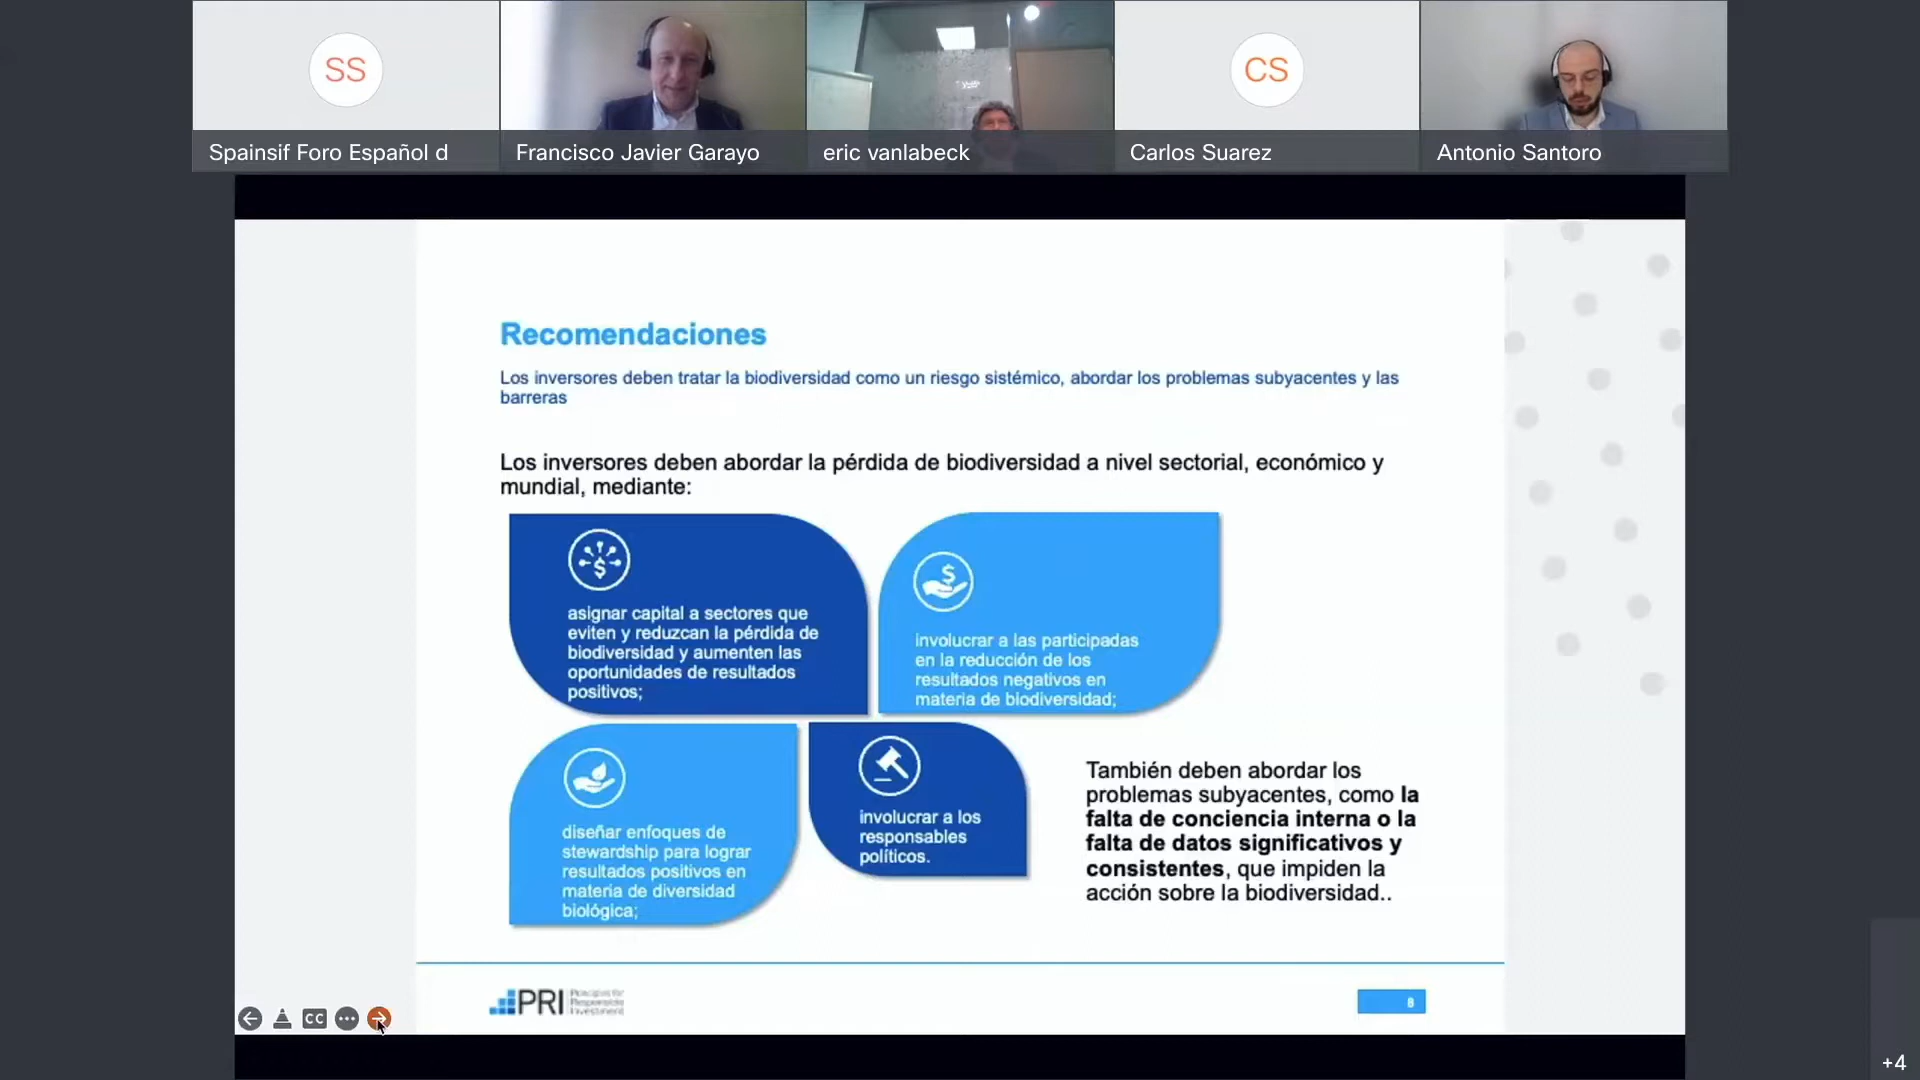 SS
CS
Spainsif Foro Español d
Francisco Javier Garayo
eric vanlabeck
Carlos Suarez
Antonio Santoro
Recomendaciones
Los inversores deben tratar la biodiversidad como un riesgo sistémico, abordar los problemas subyacentes y las
barreras
Los inversores deben abordar la pérdida de biodiversidad a nivel sectorial, económico y
mundial, mediante:
asignar capital a sectores que
eviten y reduzcan la pérdida de
biodiversidad y aumenten las
oportunidades de resultados
positivos;
involucrar a las participadas
en la reducción de los
resultados negativos en
materia de biodiversidad;
diseñar enfoques de
stewardship para lograr
resultados positivos en
materia de diversidad
biológica;
involucrar a los
responsables
políticos.
También deben abordar los
problemas subyacentes, como la
falta de conciencia interna o la
falta de datos significativos y
consistentes, que impiden la
acción sobre la biodiversidad..
PRI
Principles for
Responsible
Investment
8
CC
+4